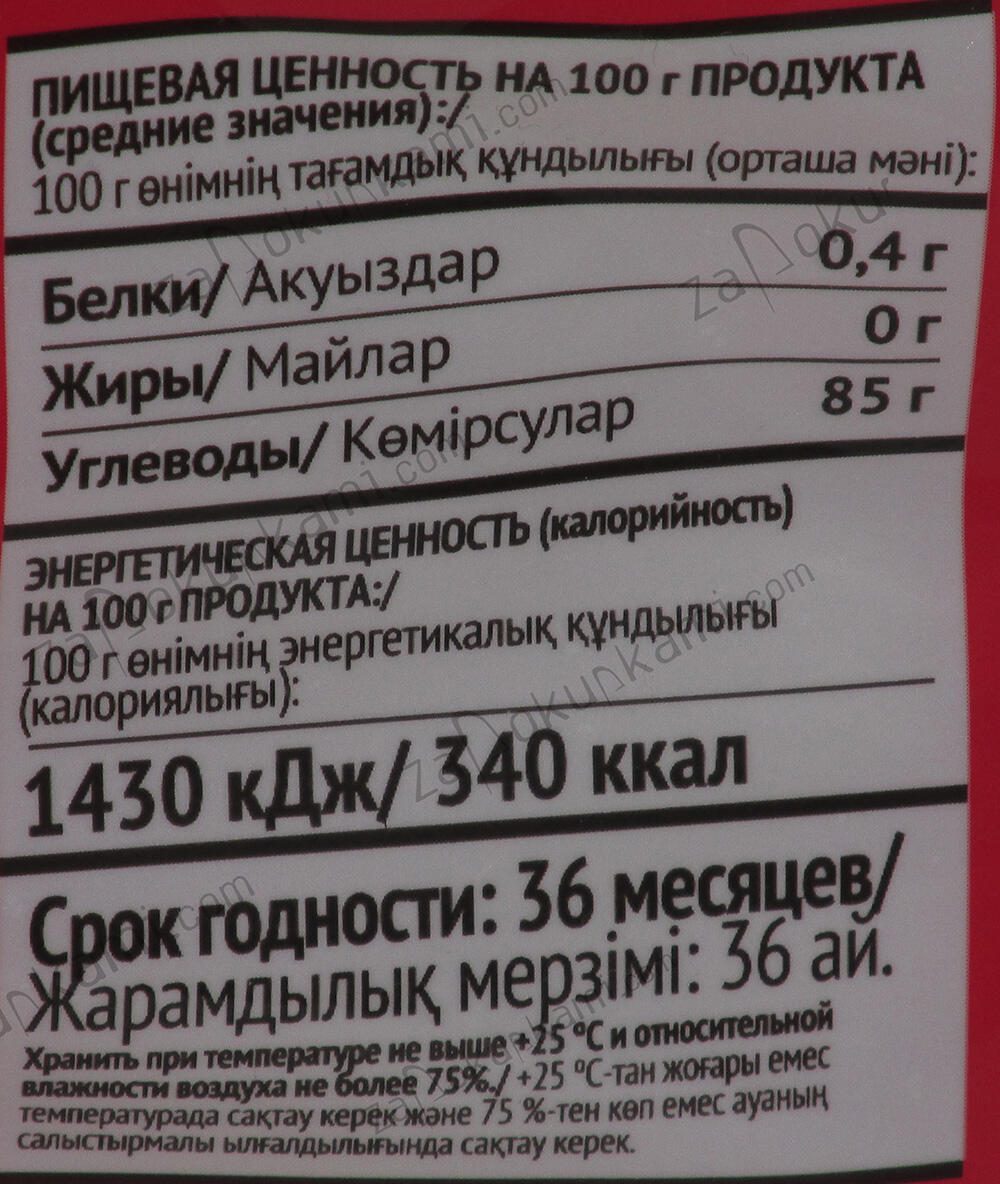 ПИЩЕВАЯ ЦЕННОСТЬ НА 100 г ПРОДУКТА
(средние значения):/
100 г өнімнің тағамдық құндылығы (орташа мәні):
Белки/ Акуыздар 0,4 г
Жиры/ Майлар 0 г
Углеводы/ Көмірсулар 85 г
ЭНЕРГЕТИЧЕСКАЯ ЦЕННОСТЬ (калорийность)
НА 100 г ПРОДУКТА:/
100 г өнімнің энергетикалық құндылығы
(калориялығы):
1430 кДж/ 340 ккал
Срок годности: 36 месяцев/
Жарамдылық мерзімі: 36 ай.
Хранить при температуре не выше +25 °С и относительной
влажности воздуха не более 75%./ +25 °С-тан жоғары емес
температурада сақтау керек және 75 %-тен көп емес ауаның
салыстырмалы ылғалдылығында сақтау керек.